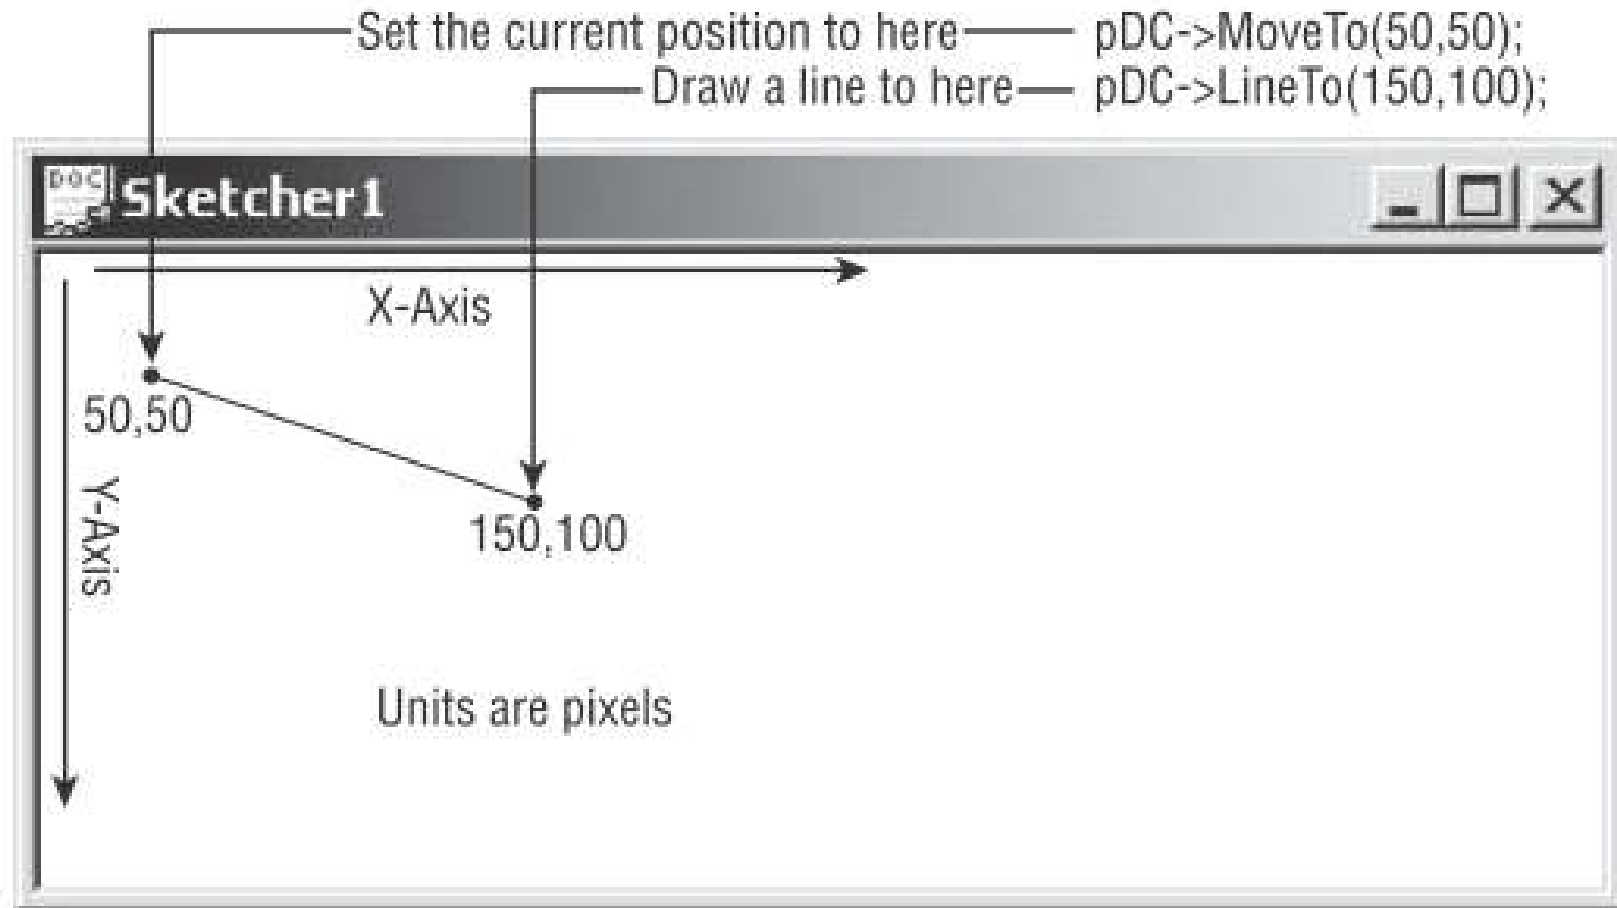 Set the current position to here pDC->MoveTo(50,50);
Draw a line to here pDC->LineTo(150,100);
DOC
Sketcher1
X-Axis
50,50
Y-Axis
150,100
Units are pixels